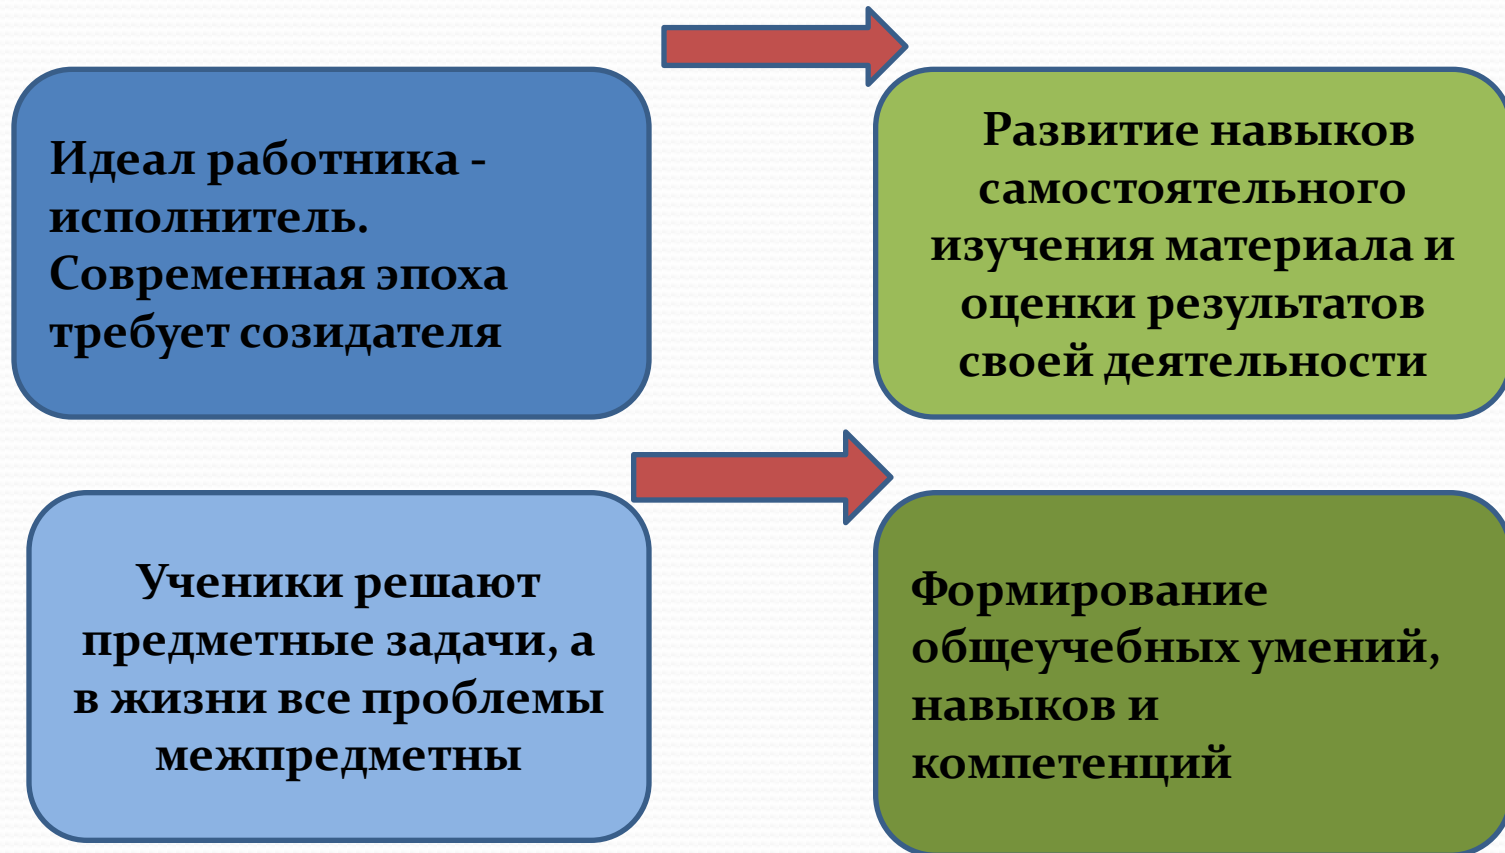 Идеал работника -
исполнитель.
Современная эпоха
требует созидателя
Развитие навыков
самостоятельного
изучения материала и
оценки результатов
своей деятельности
Ученики решают
предметные задачи, а
в жизни все проблемы
межпредметны
Формирование
общеучебных умений,
навыков и
компетенций